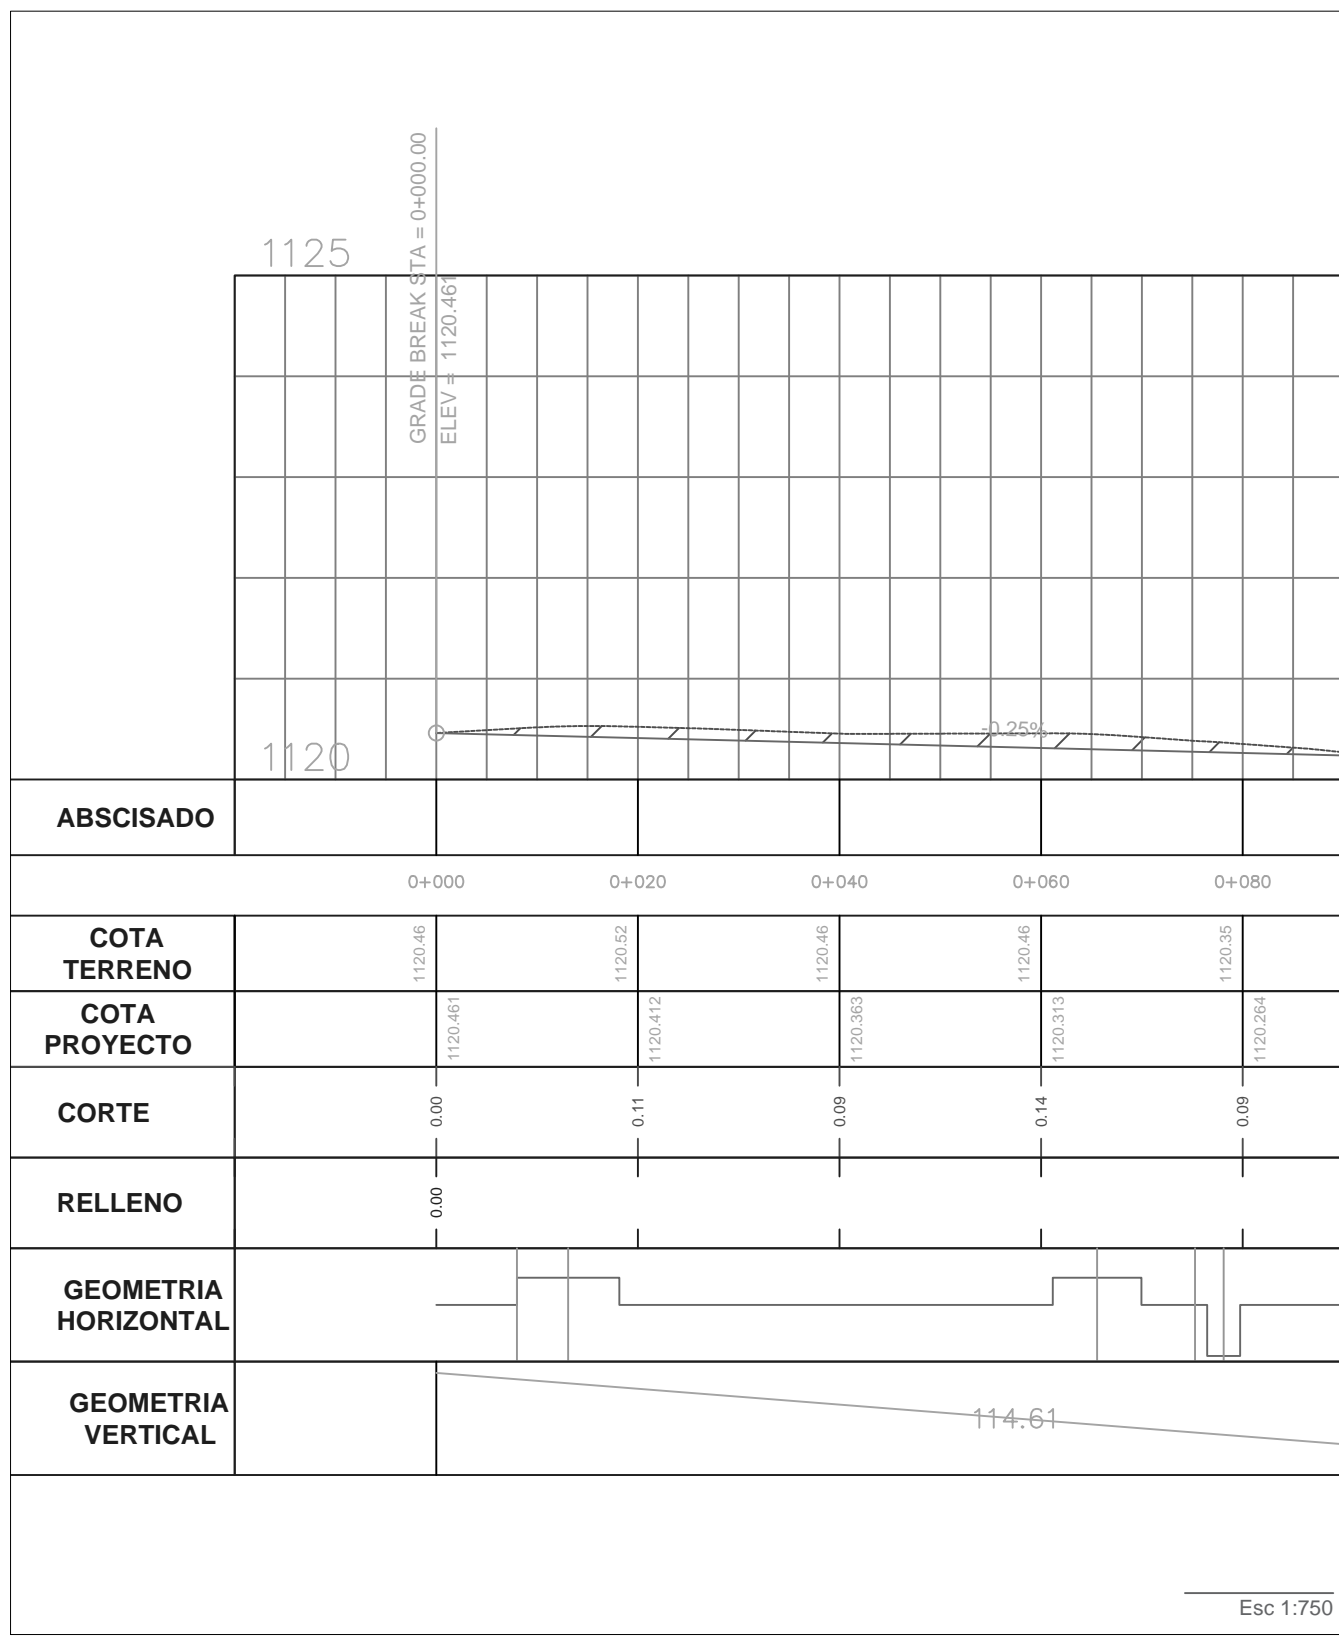 GRADE BREAK STA = 0+000.00
ELEV = 1120.461
1125
-0.25%
1120
ABSCISADO
0+000 0+020 0+040 0+060 0+080
COTA
TERRENO
1120.46 1120.52 1120.46 1120.46 1120.35
COTA
PROYECTO
1120.461 1120.412 1120.363 1120.313 1120.264
CORTE
0.00 0.11 0.09 0.14 0.09
RELLENO
0.00
GEOMETRIA
HORIZONTAL
GEOMETRIA
VERTICAL
114.61
Esc 1:750